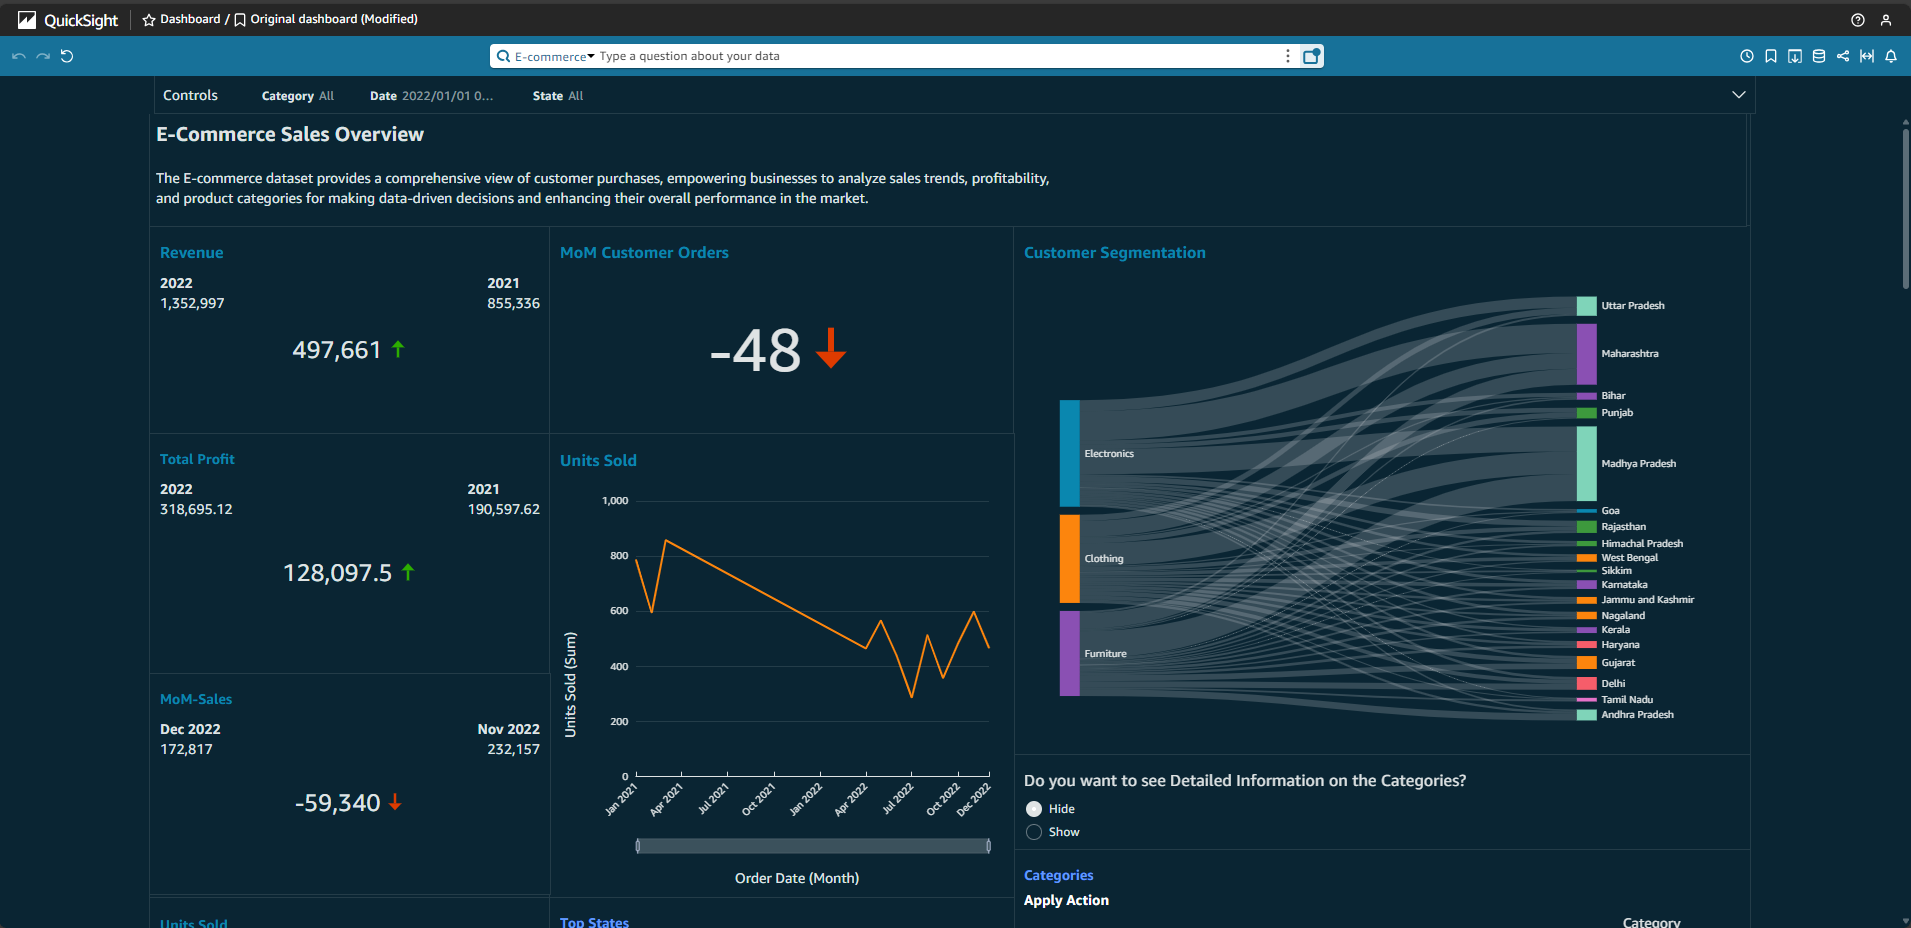 QuickSight
Dashboard / Original dashboard (Modified)
E-commerce Type a question about your data
Controls Category All Date 2022/01/01 0... State All
E-Commerce Sales Overview
The E-commerce dataset provides a comprehensive view of customer purchases, empowering businesses to analyze sales trends, profitability,
and product categories for making data-driven decisions and enhancing their overall performance in the market.
Revenue
2022 2021
1,352,997 855,336
497,661
MoM Customer Orders
-48
Customer Segmentation
Electronics
Clothing
Furniture
Uttar Pradesh
Maharashtra
Bihar
Punjab
Madhya Pradesh
Goa
Rajasthan
Himachal Pradesh
West Bengal
Sikkim
Karnataka
Jammu and Kashmir
Nagaland
Kerala
Haryana
Gujarat
Delhi
Tamil Nadu
Andhra Pradesh
Total Profit
2022 2021
318,695.12 190,597.62
128,097.5
Units Sold
Units Sold (Sum)
1,000
800
600
400
200
0
Jan 2021
Apr 2021
Jul 2021
Oct 2021
Jan 2022
Apr 2022
Jul 2022
Oct 2022
Dec 2022
Order Date (Month)
MoM-Sales
Dec 2022 Nov 2022
172,817 232,157
-59,340
Do you want to see Detailed Information on the Categories?
Hide
Show
Categories
Apply Action
Category
Units Sold
Top States